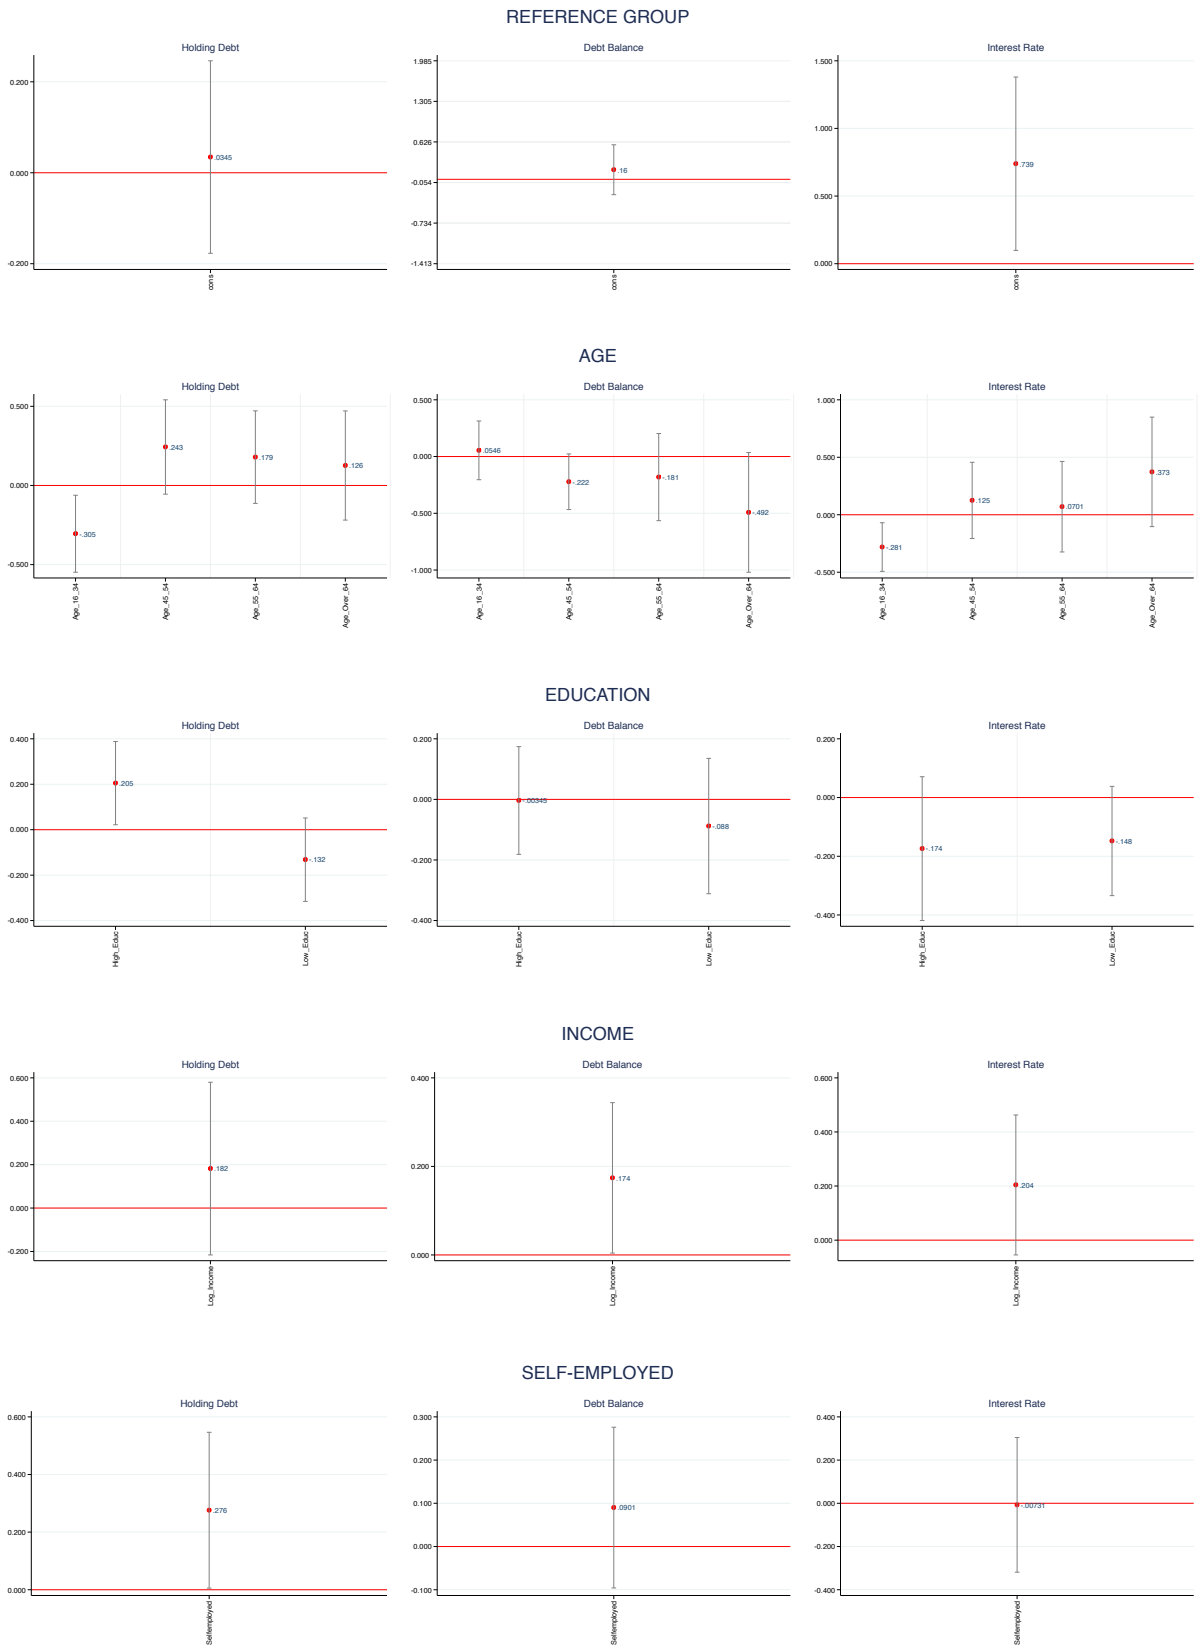 REFERENCE GROUP
Holding Debt
0.200
0.000
-0.200
.0345
cons
Debt Balance
1.985
1.305
0.626
-0.054
-0.734
-1.413
.16
cons
Interest Rate
1.500
1.000
0.500
0.000
.739
cons
AGE
Holding Debt
0.500
0.000
-0.500
-.305
.243
.179
.126
Age_16_34
Age_45_54
Age_55_64
Age_Over_64
Debt Balance
0.500
0.000
-0.500
-1.000
.0546
-.222
-.181
-.492
Age_16_34
Age_45_54
Age_55_64
Age_Over_64
Interest Rate
1.000
0.500
0.000
-0.500
-.281
.125
.0701
.373
Age_16_34
Age_45_54
Age_55_64
Age_Over_64
EDUCATION
Holding Debt
0.400
0.200
0.000
-0.200
-0.400
.205
-.132
High_Educ
Low_Educ
Debt Balance
0.200
0.000
-0.200
-0.400
-.00345
-.088
High_Educ
Low_Educ
Interest Rate
0.200
0.000
-0.200
-0.400
-.174
-.148
High_Educ
Low_Educ
INCOME
Holding Debt
0.600
0.400
0.200
0.000
-0.200
.182
Log_Income
Debt Balance
0.400
0.200
0.000
.174
Log_Income
Interest Rate
0.600
0.400
0.200
0.000
.204
Log_Income
SELF-EMPLOYED
Holding Debt
0.600
0.400
0.200
0.000
.276
Selfemployed
Debt Balance
0.300
0.200
0.100
0.000
-0.100
.0901
Selfemployed
Interest Rate
0.400
0.200
0.000
-0.200
-0.400
-.00731
Selfemployed